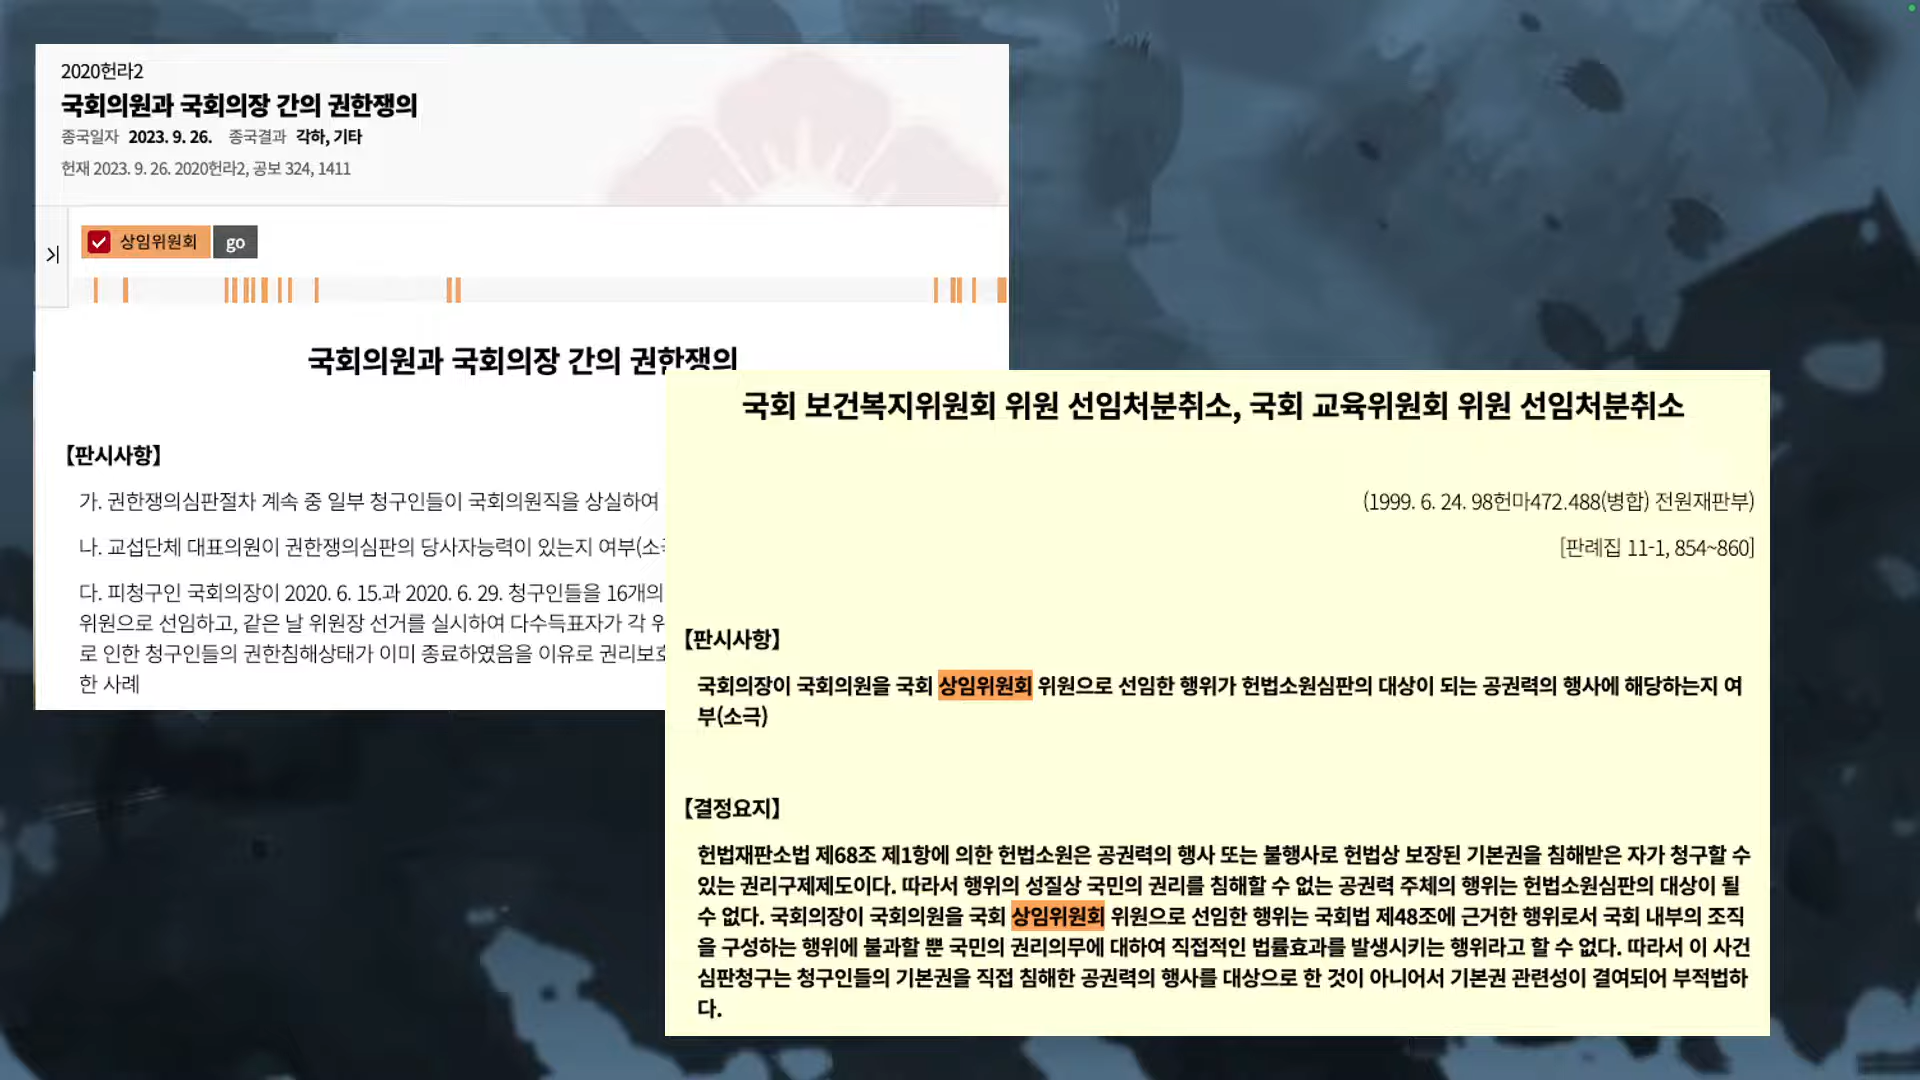 2020헌라2
국회의원과 국회의장 간의 권한쟁의
종국일자 2023. 9. 26. 종국결과 각하, 기타
헌재 2023. 9. 26. 2020헌라2, 공보 324, 1411
상임위원회 go
국회의원과 국회의장 간의 권한쟁의
【판시사항】
가. 권한쟁의심판절차 계속 중 일부 청구인들이 국회의원직을 상실하여
나. 교섭단체 대표의원이 권한쟁의심판의 당사자능력이 있는지 여부(소극
다. 피청구인 국회의장이 2020. 6. 15.과 2020. 6. 29. 청구인들을 16개의
위원으로 선임하고, 같은 날 위원장 선거를 실시하여 다수득표자가 각 위
로 인한 청구인들의 권한침해상태가 이미 종료하였음을 이유로 권리보호
한 사례
국회 보건복지위원회 위원 선임처분취소, 국회 교육위원회 위원 선임처분취소
(1999. 6. 24. 98헌마472.488(병합) 전원재판부)
[판례집 11-1, 854~860]
【판시사항】
국회의장이 국회의원을 국회 상임위원회 위원으로 선임한 행위가 헌법소원심판의 대상이 되는 공권력의 행사에 해당하는지 여
부(소극)
【결정요지】
헌법재판소법 제68조 제1항에 의한 헌법소원은 공권력의 행사 또는 불행사로 헌법상 보장된 기본권을 침해받은 자가 청구할 수
있는 권리구제제도이다. 따라서 행위의 성질상 국민의 권리를 침해할 수 없는 공권력 주체의 행위는 헌법소원심판의 대상이 될
수 없다. 국회의장이 국회의원을 국회 상임위원회 위원으로 선임한 행위는 국회법 제48조에 근거한 행위로서 국회 내부의 조직
을 구성하는 행위에 불과할 뿐 국민의 권리의무에 대하여 직접적인 법률효과를 발생시키는 행위라고 할 수 없다. 따라서 이 사건
심판청구는 청구인들의 기본권을 직접 침해한 공권력의 행사를 대상으로 한 것이 아니어서 기본권 관련성이 결여되어 부적법하
다.